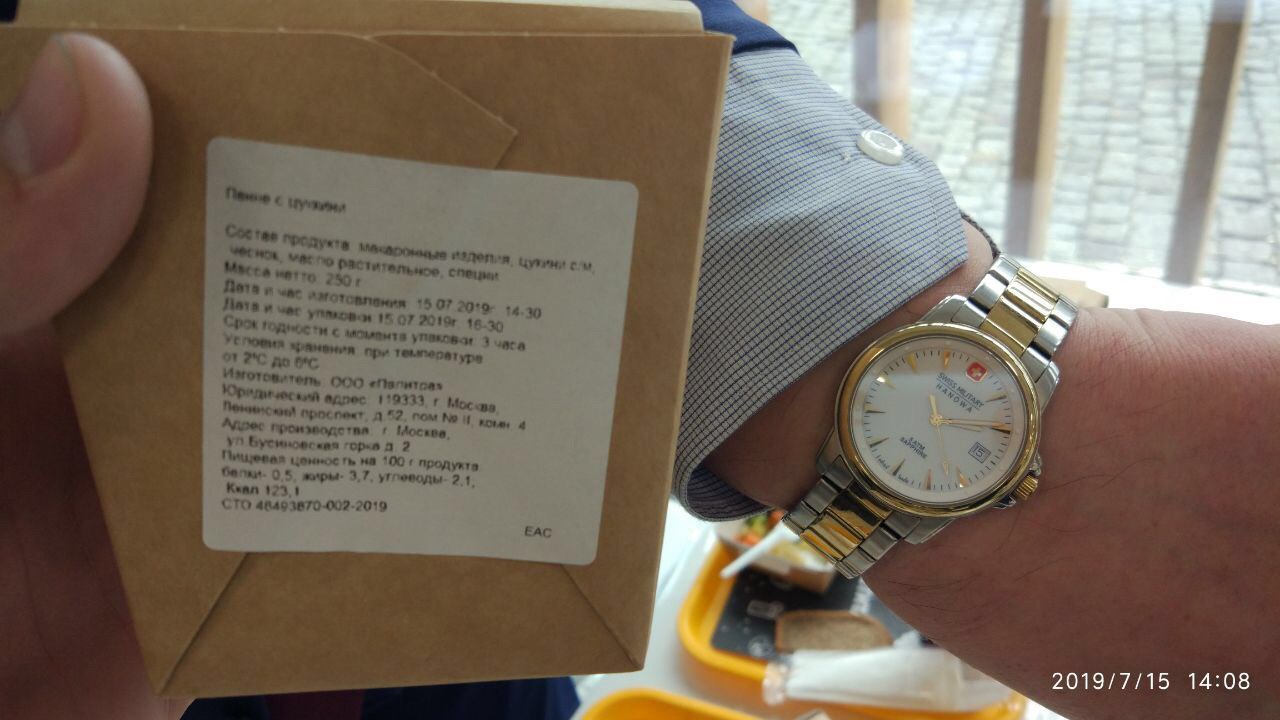 Пенне с цуккини
Состав продукта: макаронные изделия, цукини с/м,
чеснок, масло растительное, специи.
Масса нетто: 250 г
Дата и час изготовления: 15.07.2019г. 14-30
Дата и час упаковки 15.07.2019г. 16-30
Срок годности с момента упаковки: 3 часа
Условия хранения: при температуре
от 2°С до 6°С
Изготовитель: ООО «Палитра»
Юридический адрес: 119333, г. Москва,
Ленинский проспект, д.52, пом № II, комн. 4
Адрес производства: г. Москва,
ул.Бусиновская горка д. 2
Пищевая ценность на 100 г продукта
белки- 0,5, жиры- 3,7, углеводы- 2,1,
Ккал 123,1
СТО 46493870-002-2019
EAC
SWISS MILITARY
HANOWA
5 ATM
SAPPHIRE
15
2019/7/15 14:08